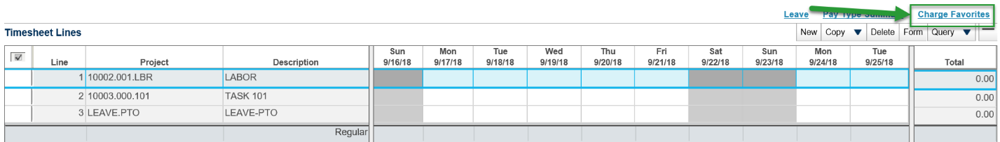 Leave Pay Type Summary Charge Favorites
Timesheet Lines New Copy Delete Form Query
Line Project Description Sun 9/16/18 Mon 9/17/18 Tue 9/18/18 Wed 9/19/18 Thu 9/20/18 Fri 9/21/18 Sat 9/22/18 Sun 9/23/18 Mon 9/24/18 Tue 9/25/18 Total
1 10002.001.LBR LABOR 0.00
2 10003.000.101 TASK 101 0.00
3 LEAVE.PTO LEAVE-PTO 0.00
Regular